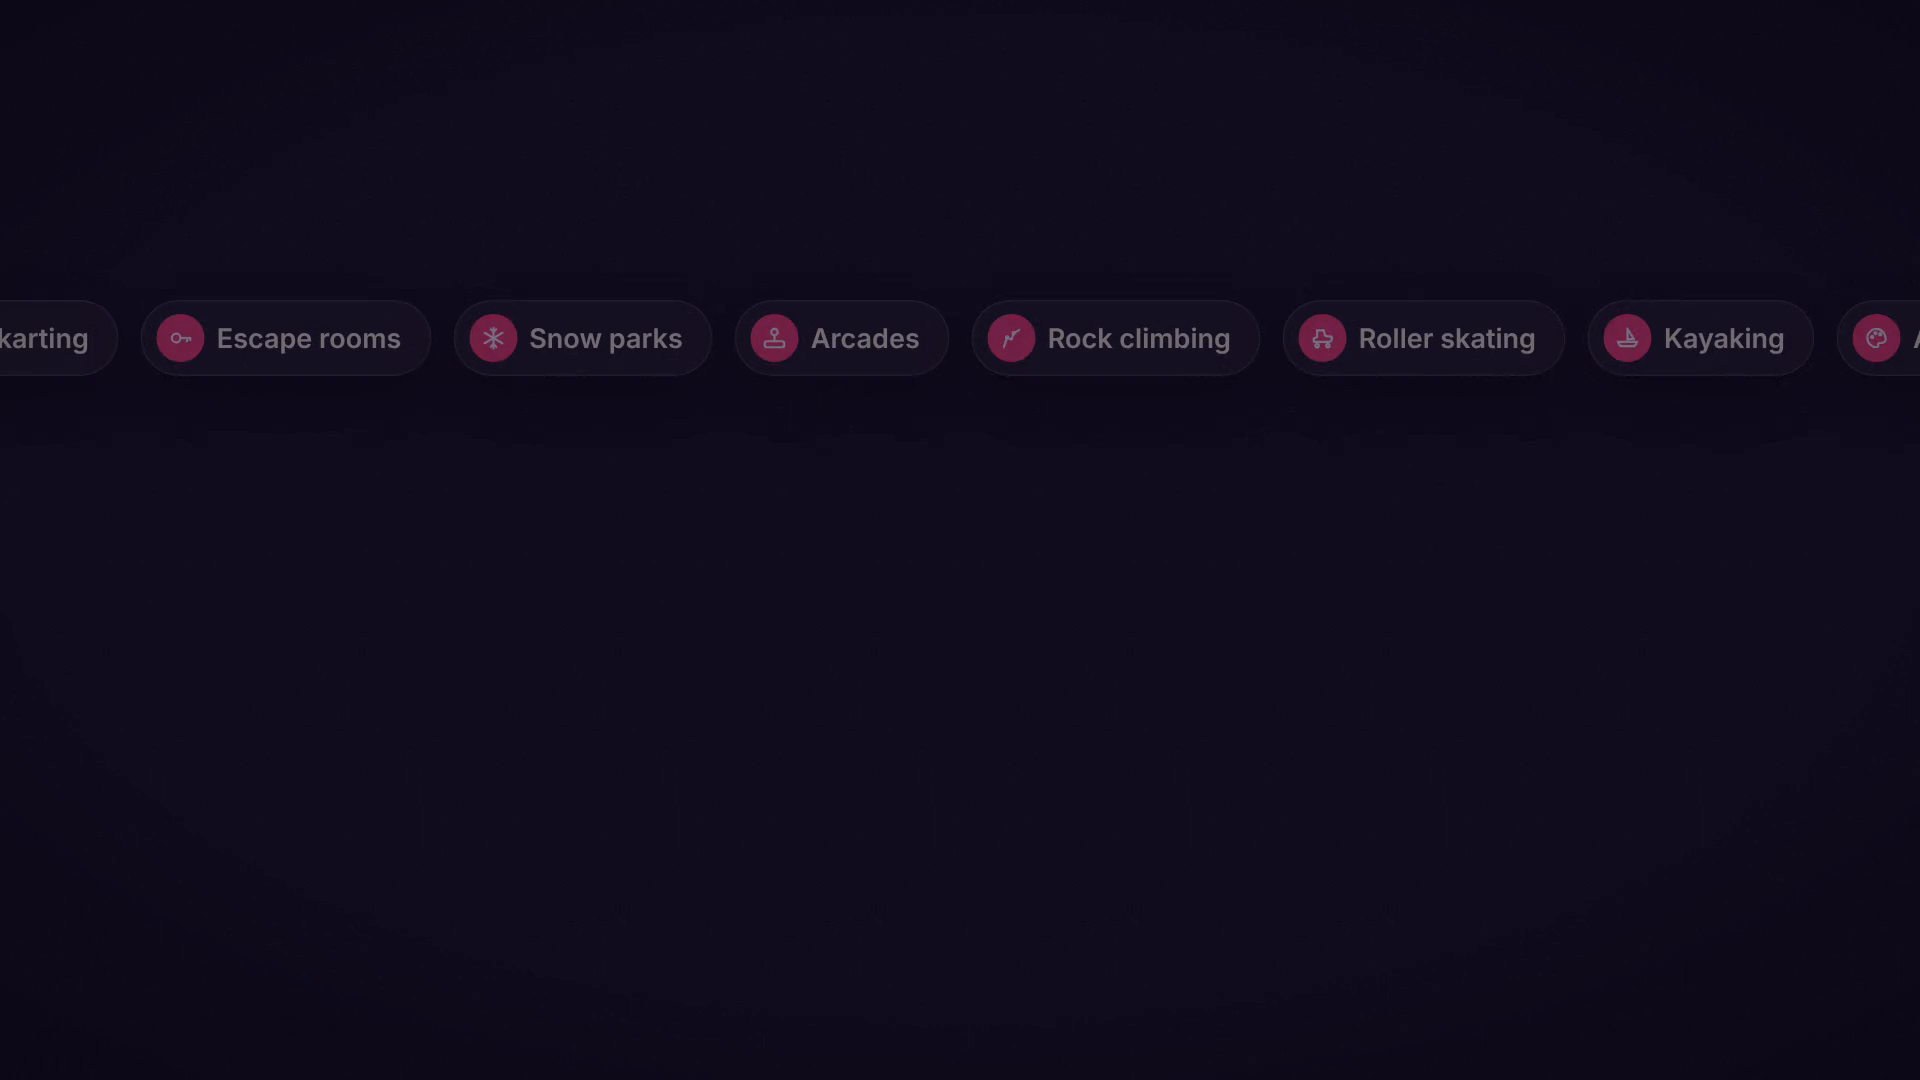 karting
Escape rooms
Snow parks
Arcades
Rock climbing
Roller skating
Kayaking